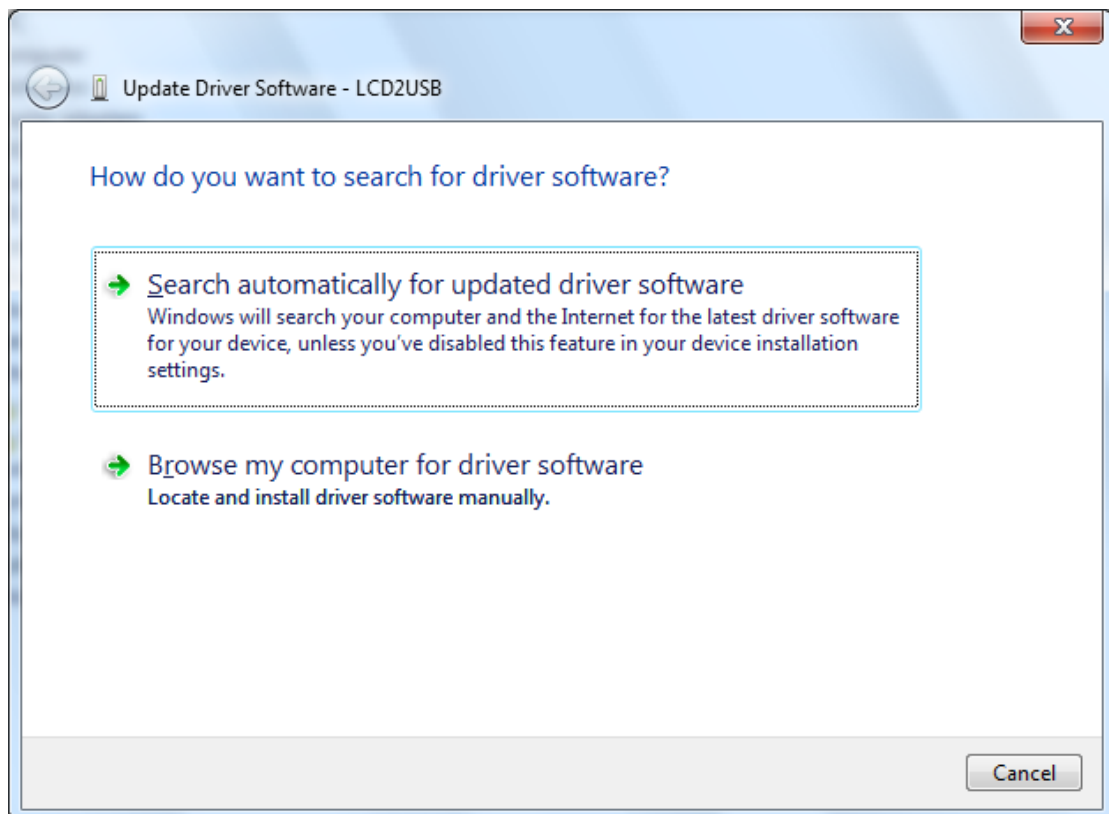 Update Driver Software - LCD2USB
How do you want to search for driver software?
Search automatically for updated driver software
Windows will search your computer and the Internet for the latest driver software
for your device, unless you've disabled this feature in your device installation
settings.
Browse my computer for driver software
Locate and install driver software manually.
Cancel